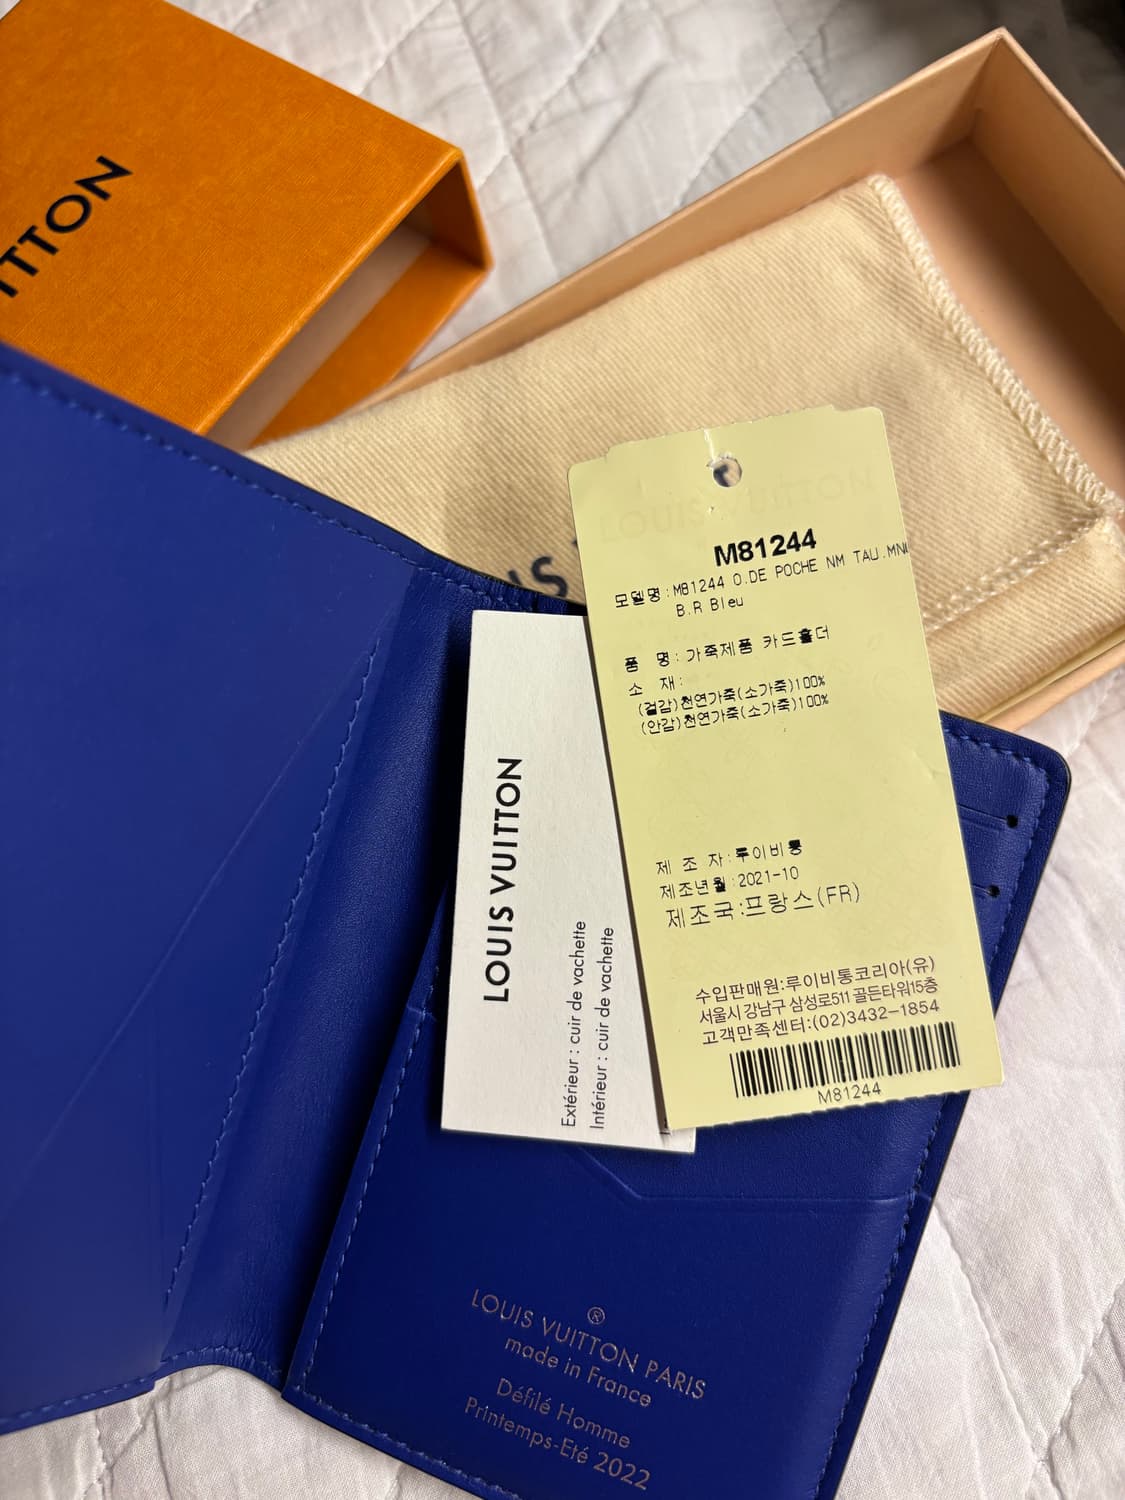 ITTON
LOUIS VUITTON
M81244
모델명:M81244 O.DE POCHE NM TAU.MN
B.R Bleu
품 명: 가죽제품 카드홀더
소 재:
(겉감)천연가죽(소가죽)100%
(안감)천연가죽(소가죽)100%
제 조 자:루이비통
제조년월:2021-10
제조국:프랑스(FR)
수입판매원:루이비통코리아(유)
서울시 강남구 삼성로511 골든타워15층
고객만족센터:(02)3432-1854
M81244
LOUIS VUITTON
Extérieur : cuir de vachette
Intérieur : cuir de vachette
®
LOUIS VUITTON PARIS
made in France
Défilé Homme
Printemps-Eté 2022